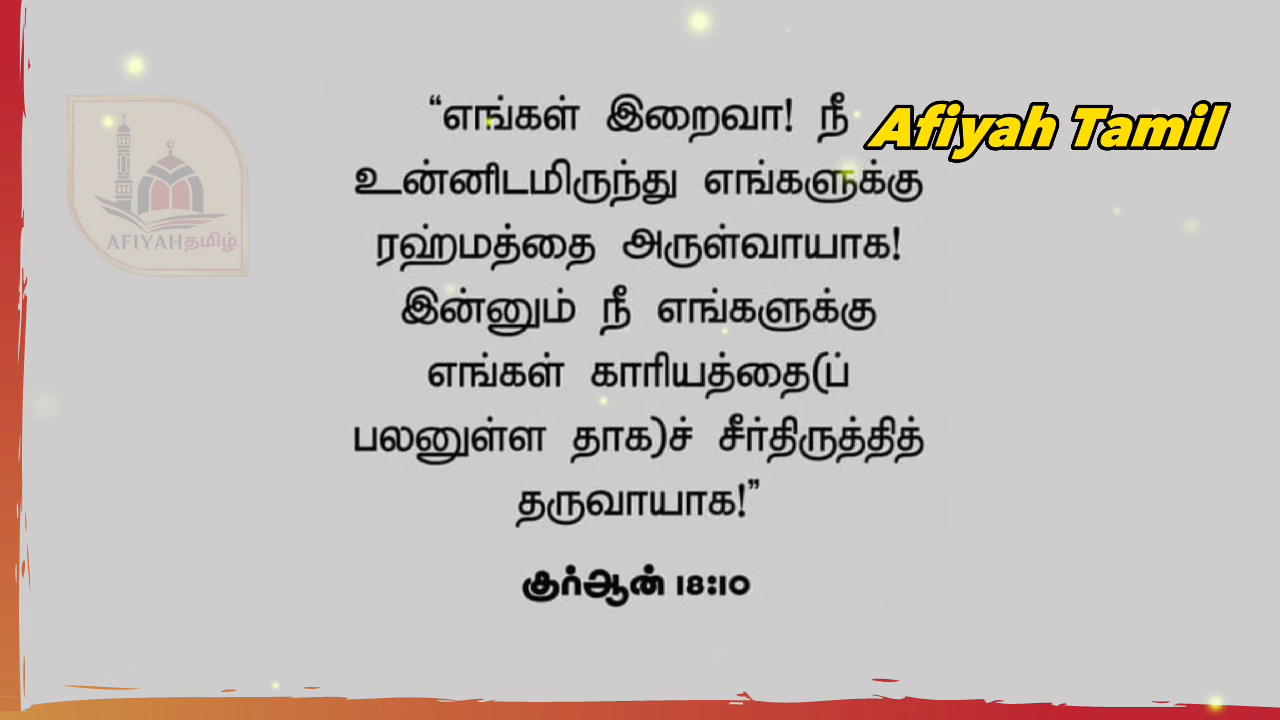 “எங்கள் இறைவா! நீ
Afiyah Tamil
உன்னிடமிருந்து எங்களுக்கு
ரஹ்மத்தை அருள்வாயாக!
AFIYAHதமிழ்
இன்னும் நீ எங்களுக்கு
எங்கள் காரியத்தை(ப்
பலனுள்ள தாக)ச் சீர்திருத்தித்
தருவாயாக!”
குர்ஆன் 18:10